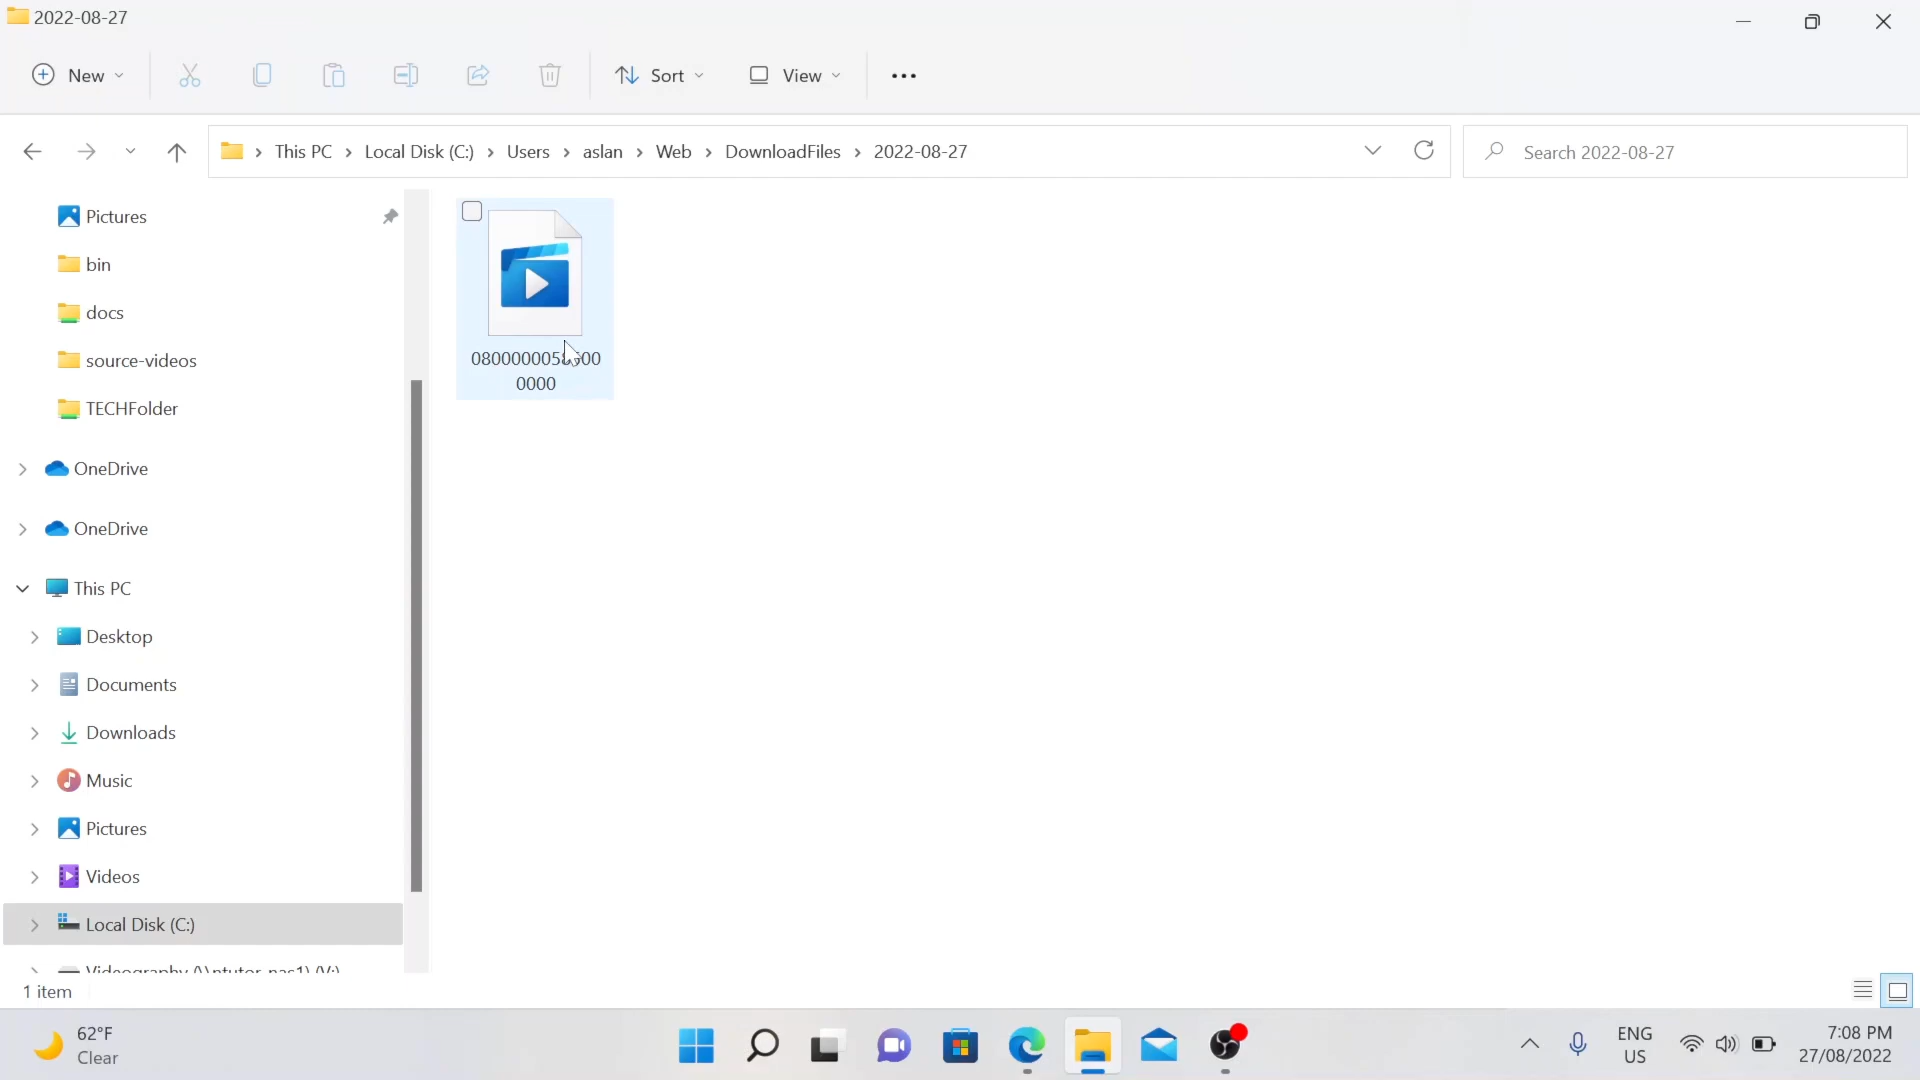 2022-08-27
New
Sort
View
This PC > Local Disk (C:) > Users > aslan > Web > DownloadFiles > 2022-08-27
Search 2022-08-27
Pictures
bin
docs
source-videos
TECHFolder
OneDrive
OneDrive
This PC
Desktop
Documents
Downloads
Music
Pictures
Videos
Local Disk (C:)
0000
1 item
62°F
Clear
ENG
US
7:08 PM
27/08/2022